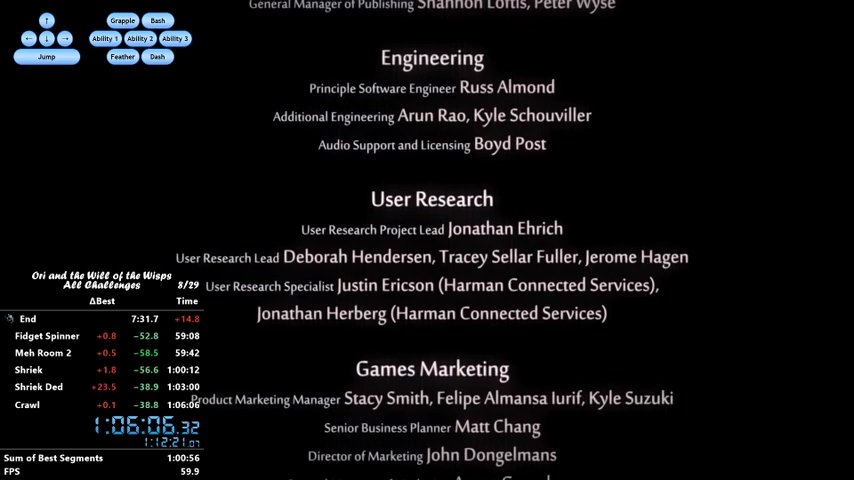 General Manager of Publishing Shannon Loftis, Peter Wyse
↑ Grapple Bash
← ↓ → Ability 1 Ability 2 Ability 3
Jump Feather Dash
Engineering
Principle Software Engineer Russ Almond
Additional Engineering Arun Rao, Kyle Schouviller
Audio Support and Licensing Boyd Post
User Research
User Research Project Lead Jonathan Ehrich
User Research Lead Deborah Hendersen, Tracey Sellar Fuller, Jerome Hagen
User Research Specialist Justin Ericson (Harman Connected Services),
Jonathan Herberg (Harman Connected Services)
Games Marketing
Product Marketing Manager Stacy Smith, Felipe Almansa Iurif, Kyle Suzuki
Senior Business Planner Matt Chang
Director of Marketing John Dongelmans
Ori and the Will of the Wisps
All Challenges 8/29
ΔBest Time
End 7:31.7 +14.8
Fidget Spinner +0.8 −52.8 59:08
Meh Room 2 +0.5 −58.5 59:42
Shriek +1.8 −56.6 1:00:12
Shriek Ded +23.5 −38.9 1:03:00
Crawl +0.1 −38.8 1:06:06
1:06:06.32
1:12:21.07
Sum of Best Segments 1:00:56
FPS 59.9